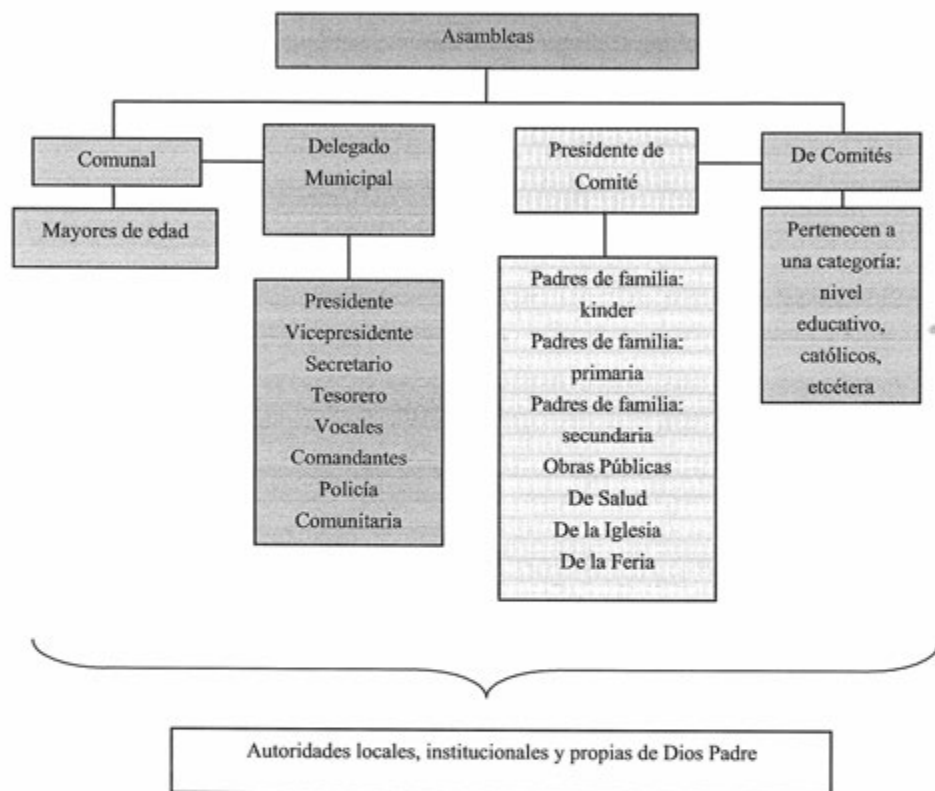 Asambleas
Comunal
Mayores de edad
Delegado
Municipal
Presidente
Vicepresidente
Secretario
Tesorero
Vocales
Comandantes
Policía
Comunitaria
Presidente de
Comité
Padres de familia:
kinder
Padres de familia:
primaria
Padres de familia:
secundaria
Obras Públicas
De Salud
De la Iglesia
De la Feria
De Comités
Pertenecen a
una categoría:
nivel
educativo,
católicos,
etcétera
Autoridades locales, institucionales y propias de Dios Padre